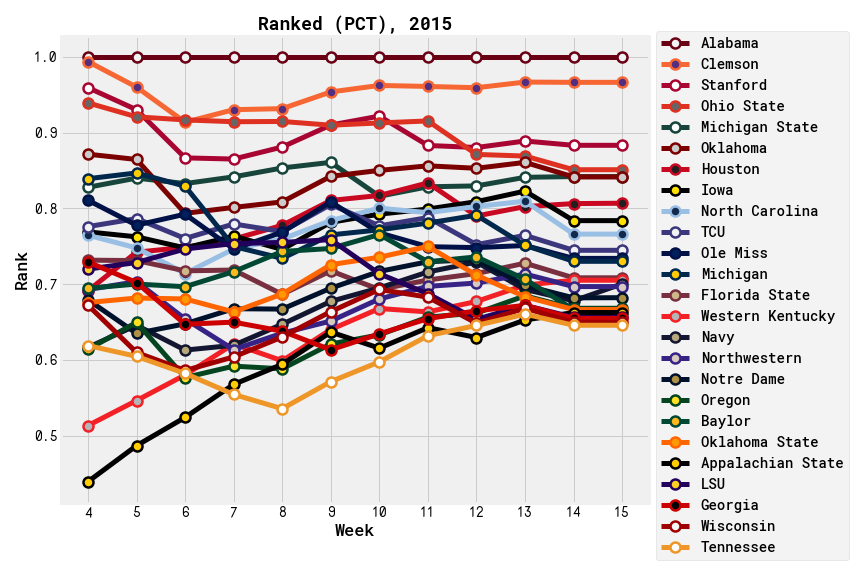 Ranked (PCT), 2015
1.0
0.9
0.8
0.7
0.6
0.5
Rank
4 5 6 7 8 9 10 11 12 13 14 15
Week
Alabama
Clemson
Stanford
Ohio State
Michigan State
Oklahoma
Houston
Iowa
North Carolina
TCU
Ole Miss
Michigan
Florida State
Western Kentucky
Navy
Northwestern
Notre Dame
Oregon
Baylor
Oklahoma State
Appalachian State
LSU
Georgia
Wisconsin
Tennessee